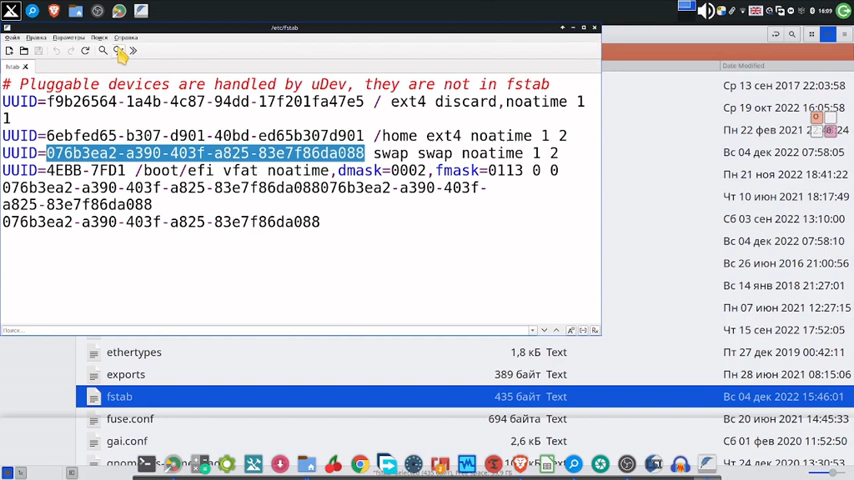 16:09
/etc/fstab
Файл Правка Параметры Поиск Справка
fstab
# Pluggable devices are handled by uDev, they are not in fstab
UUID=f9b26564-1a4b-4c87-94dd-17f201fa47e5 / ext4 discard,noatime 1
1
UUID=6ebfed65-b307-d901-40bd-ed65b307d901 /home ext4 noatime 1 2
UUID=076b3ea2-a390-403f-a825-83e7f86da088 swap swap noatime 1 2
UUID=4EBB-7FD1 /boot/efi vfat noatime,dmask=0002,fmask=0113 0 0
076b3ea2-a390-403f-a825-83e7f86da088076b3ea2-a390-403f-
a825-83e7f86da088
076b3ea2-a390-403f-a825-83e7f86da088
Поиск...
Date Modified
Ср 13 сен 2017 22:03:58
Ср 19 окт 2022 16:05:58
Пн 22 фев 2021
Вс 04 дек 2022 07:58:05
Пн 21 ноя 2022 18:41:22
Чт 10 июн 2021 18:17:49
Сб 03 сен 2022 13:10:00
Вс 04 дек 2022 07:58:10
Вс 26 июн 2016 21:00:56
Вс 14 янв 2018 21:27:01
Пн 07 июн 2021 12:27:15
Чт 15 сен 2022 17:52:05
ethertypes 1,8 кБ Text Пт 27 дек 2019 00:42:11
exports 389 байт Text Пн 28 июн 2021 08:15:06
fstab 435 байт Text Вс 04 дек 2022 15:46:01
fuse.conf 694 байта Text Вс 20 июн 2021 14:45:33
gai.conf 2,6 кБ Text Сб 01 фев 2020 11:52:50
Text Чт 24 дек 2020